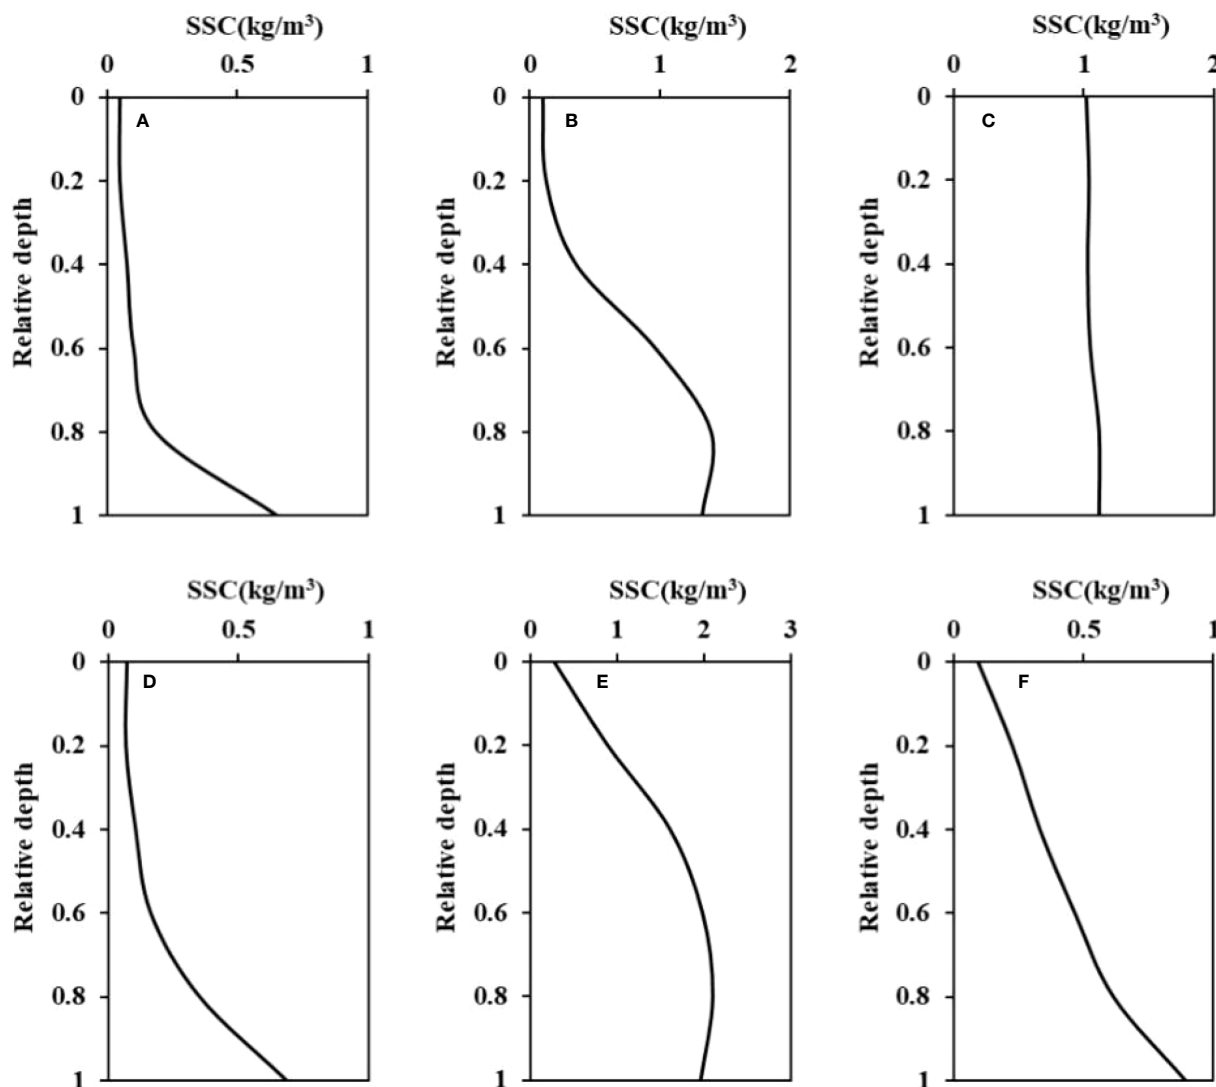 SSC(kg/m³) SSC(kg/m³) SSC(kg/m³)
0 0.5 1 0 1 2 0 1 2
0 0 0
A B C
0.2 0.2 0.2
0.4 0.4 0.4
0.6 0.6 0.6
0.8 0.8 0.8
1 1 1
Relative depth Relative depth Relative depth
SSC(kg/m³) SSC(kg/m³) SSC(kg/m³)
0 0.5 1 0 1 2 3 0 0.5 1
0 0 0
D E F
0.2 0.2 0.2
0.4 0.4 0.4
0.6 0.6 0.6
0.8 0.8 0.8
1 1 1
Relative depth Relative depth Relative depth